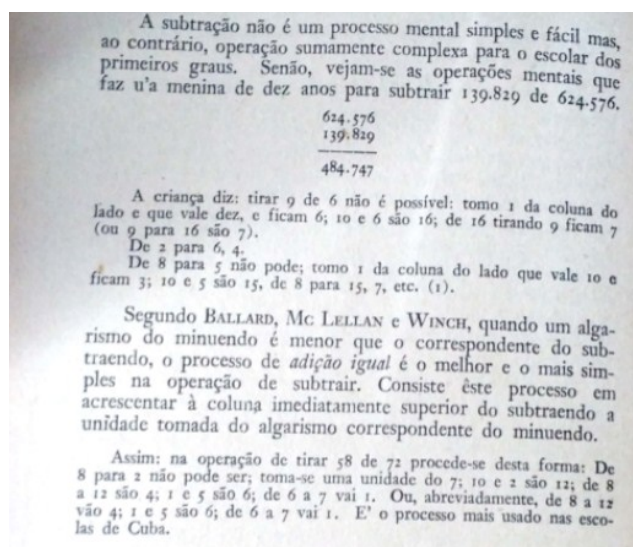 A subtração não é um processo mental simples e fácil mas,
ao contrário, operação sumamente complexa para o escolar dos
primeiros graus. Senão, vejam-se as operações mentais que
faz u'a menina de dez anos para subtrair 139.829 de 624.576.
624.576
139.829
484.747
A criança diz: tirar 9 de 6 não é possível: tomo 1 da coluna do
lado e que vale dez, e ficam 6; 10 e 6 são 16; de 16 tirando 9 ficam 7
(ou 9 para 16 são 7).
De 2 para 6, 4.
De 8 para 5 não pode; tomo 1 da coluna do lado que vale 10 e
ficam 3; 10 e 5 são 15, de 8 para 15, 7, etc. (1).
Segundo BALLARD, MC LELLAN e WINCH, quando um alga-
rismo do minuendo é menor que o correspondente do sub-
traendo, o processo de adição igual é o melhor e o mais sim-
ples na operação de subtrair. Consiste êste processo em
acrescentar à coluna imediatamente superior do subtraendo a
unidade tomada do algarismo correspondente do minuendo.
Assim: na operação de tirar 58 de 72 procede-se desta forma: De
8 para 2 não pode ser; toma-se uma unidade do 7; 10 e 2 são 12; de 8
a 12 são 4; 1 e 5 são 6; de 6 a 7 vai 1. Ou, abreviadamente, de 8 a 12
vão 4; 1 e 5 são 6; de 6 a 7 vai 1. E' o processo mais usado nas esco-
las de Cuba.